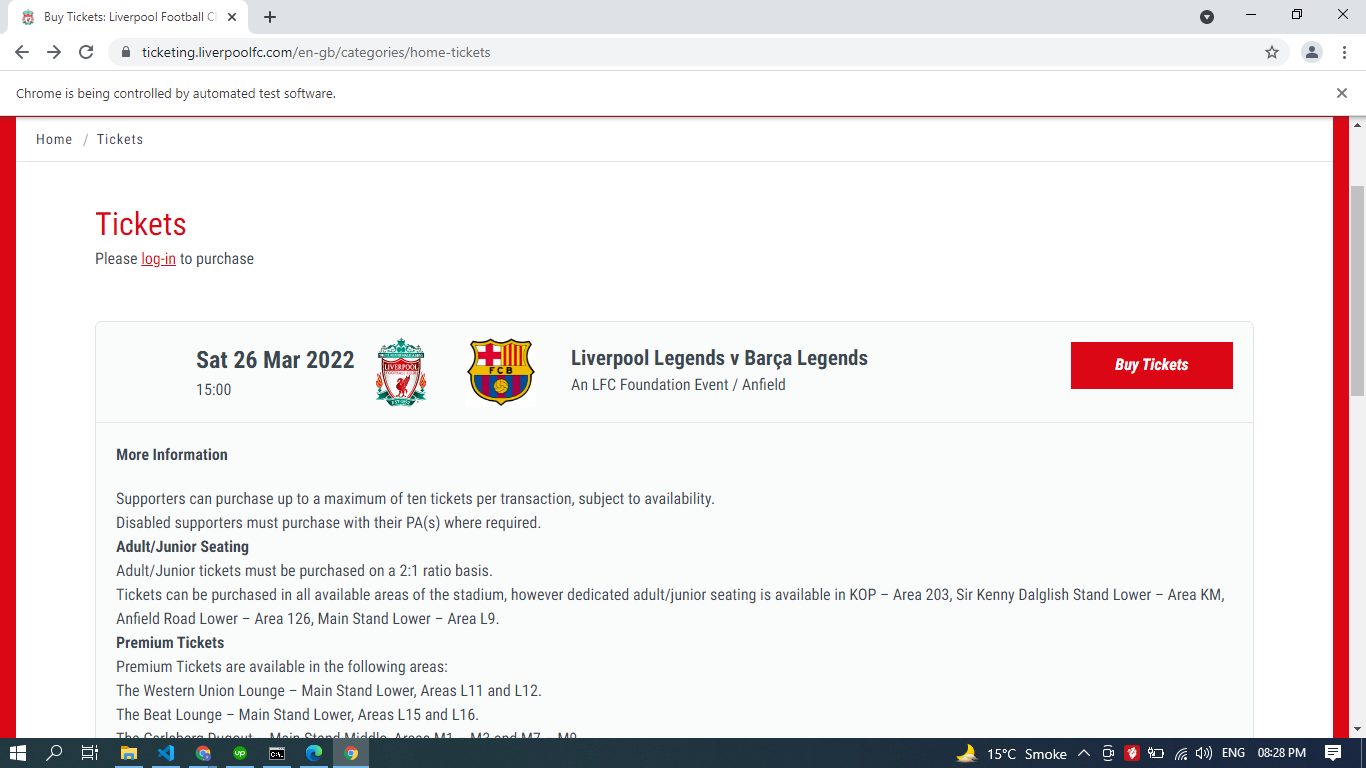 Buy Tickets: Liverpool Football Cl
ticketing.liverpoolfc.com/en-gb/categories/home-tickets
Chrome is being controlled by automated test software.
Home / Tickets
Tickets
Please log-in to purchase
Sat 26 Mar 2022
15:00
LIVERPOOL
FCB
Liverpool Legends v Barça Legends
An LFC Foundation Event / Anfield
Buy Tickets
More Information
Supporters can purchase up to a maximum of ten tickets per transaction, subject to availability.
Disabled supporters must purchase with their PA(s) where required.
Adult/Junior Seating
Adult/Junior tickets must be purchased on a 2:1 ratio basis.
Tickets can be purchased in all available areas of the stadium, however dedicated adult/junior seating is available in KOP – Area 203, Sir Kenny Dalglish Stand Lower – Area KM,
Anfield Road Lower – Area 126, Main Stand Lower – Area L9.
Premium Tickets
Premium Tickets are available in the following areas:
The Western Union Lounge – Main Stand Lower, Areas L11 and L12.
The Beat Lounge – Main Stand Lower, Areas L15 and L16.
The Carlsberg Dugout – Main Stand Middle, Areas M1 – M3 and M7 – M9
up
15°C Smoke
ENG
08:28 PM